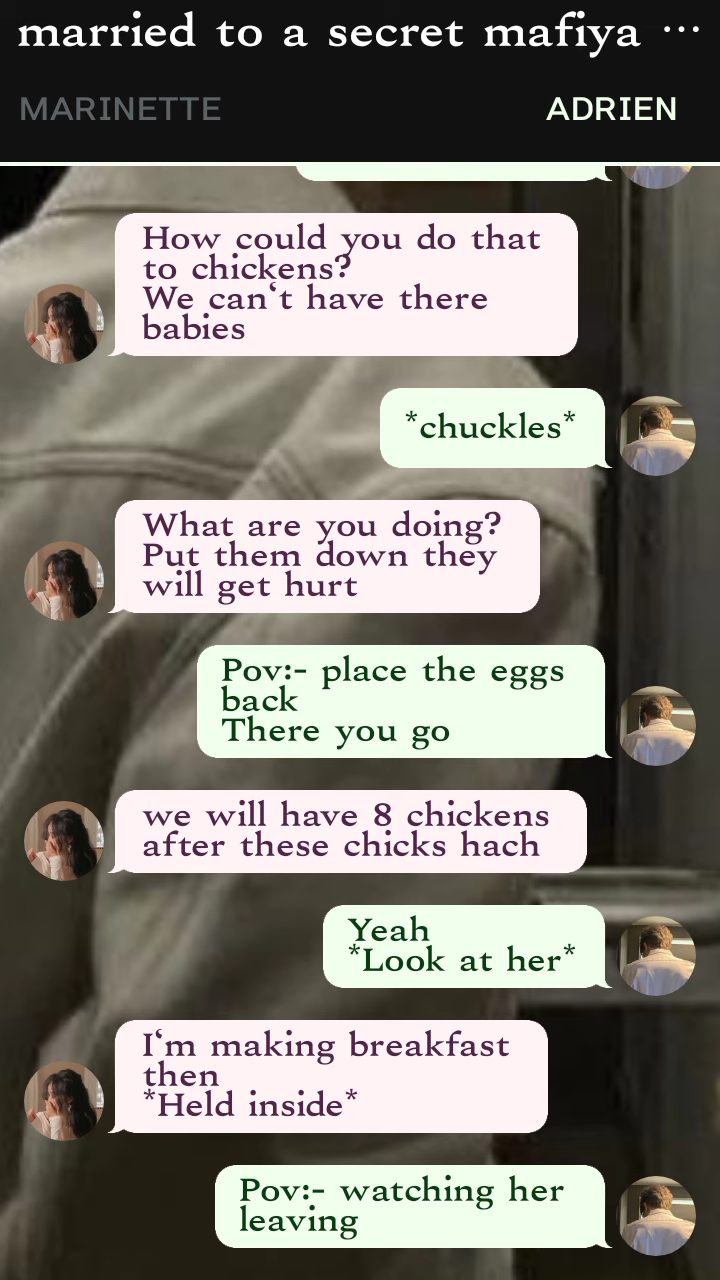 married to a secret mafiya ...
MARINETTE
ADRIEN
How could you do that
to chickens?
We can‘t have there
babies
*chuckles*
What are you doing?
Put them down they
will get hurt
Pov:- place the eggs
back
There you go
we will have 8 chickens
after these chicks hach
Yeah
*Look at her*
I‘m making breakfast
then
*Held inside*
Pov:- watching her
leaving